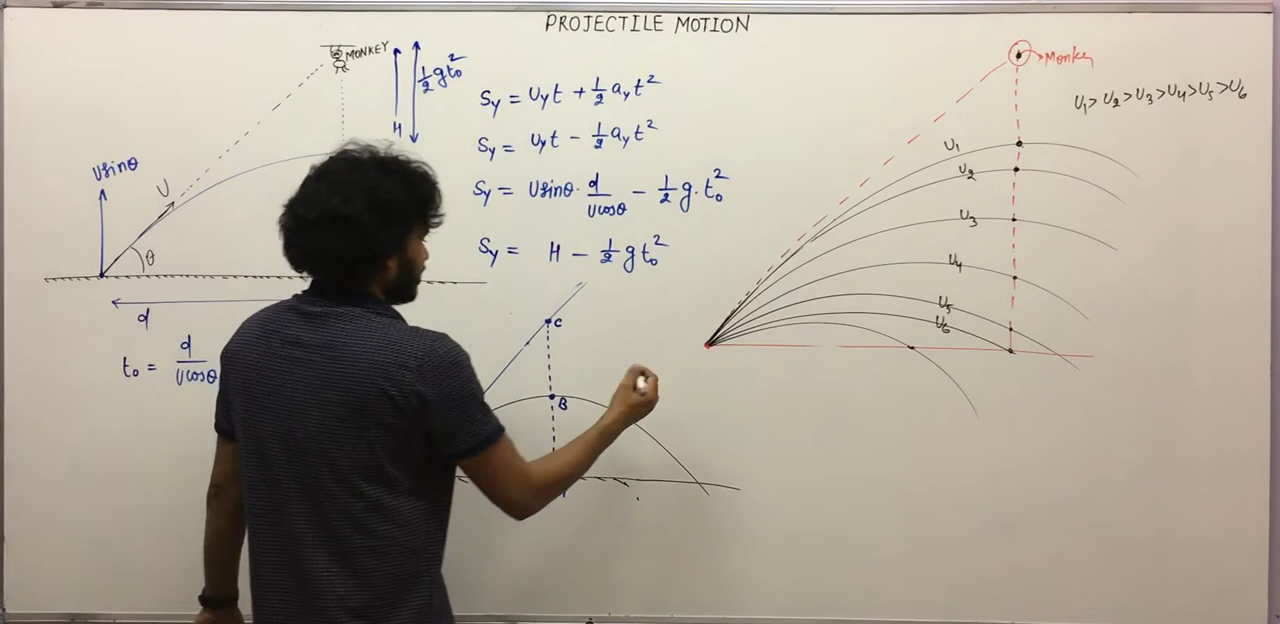 PROJECTILE MOTION
MONKEY
½gt₀²
H
Usinθ
U
θ
d
t₀ = d/Ucosθ
Sy = Uyt + ½ayt²
Sy = Uyt − ½ayt²
Sy = Usinθ · d/Ucosθ − ½g·t₀²
Sy = H − ½gt₀²
C
B
Monkey
U₁>U₂>U₃>U₄>U₅>U₆
U₁
U₂
U₃
U₄
U₅
U₆